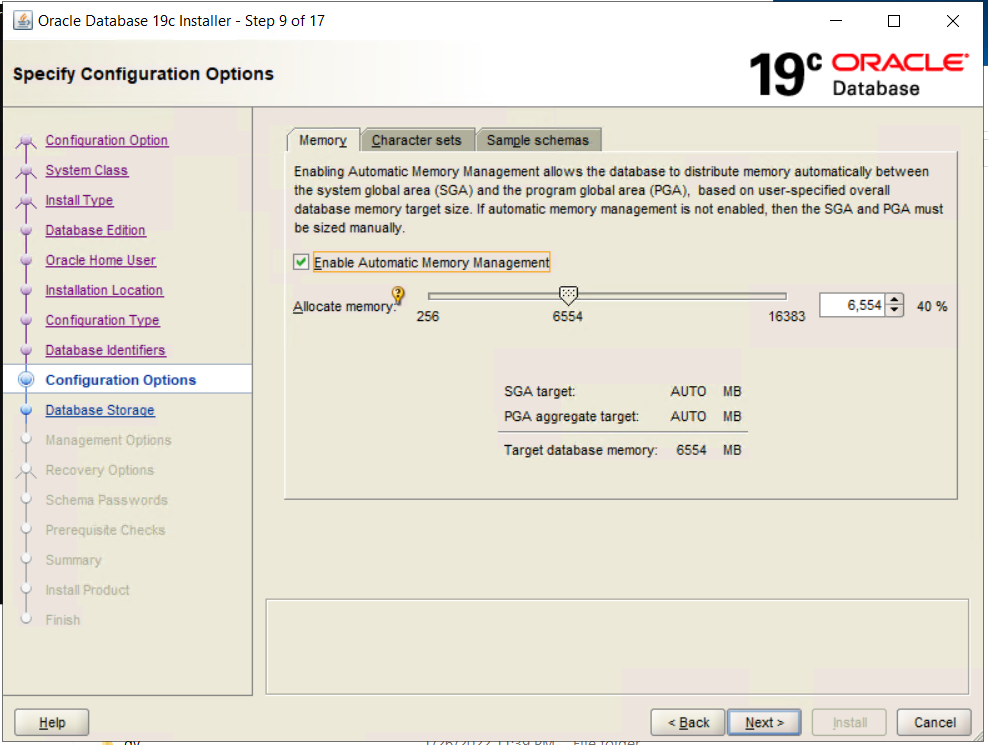 Oracle Database 19c Installer - Step 9 of 17
Specify Configuration Options
19c ORACLE
Database
Configuration Option
System Class
Install Type
Database Edition
Oracle Home User
Installation Location
Configuration Type
Database Identifiers
Configuration Options
Database Storage
Management Options
Recovery Options
Schema Passwords
Prerequisite Checks
Summary
Install Product
Finish
Memory Character sets Sample schemas
Enabling Automatic Memory Management allows the database to distribute memory automatically between
the system global area (SGA) and the program global area (PGA), based on user-specified overall
database memory target size. If automatic memory management is not enabled, then the SGA and PGA must
be sized manually.
Enable Automatic Memory Management
Allocate memory: 6,554 40 %
256 6554 16383
SGA target: AUTO MB
PGA aggregate target: AUTO MB
Target database memory: 6554 MB
Help < Back Next > Install Cancel